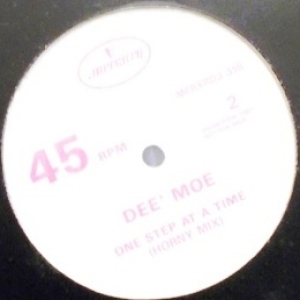 mercury
2
45 RPM
DEE' MOE
ONE STEP AT A TIME
(HORNY MIX)